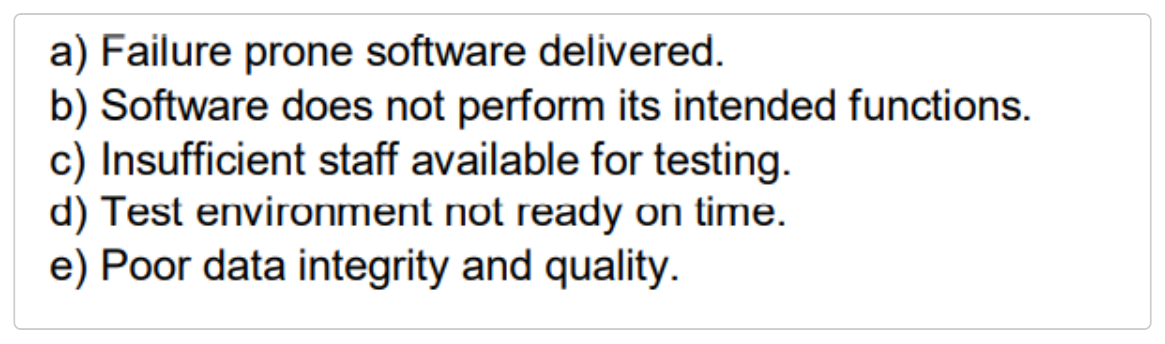 a) Failure prone software delivered.
b) Software does not perform its intended functions.
c) Insufficient staff available for testing.
d) Test environment not ready on time.
e) Poor data integrity and quality.